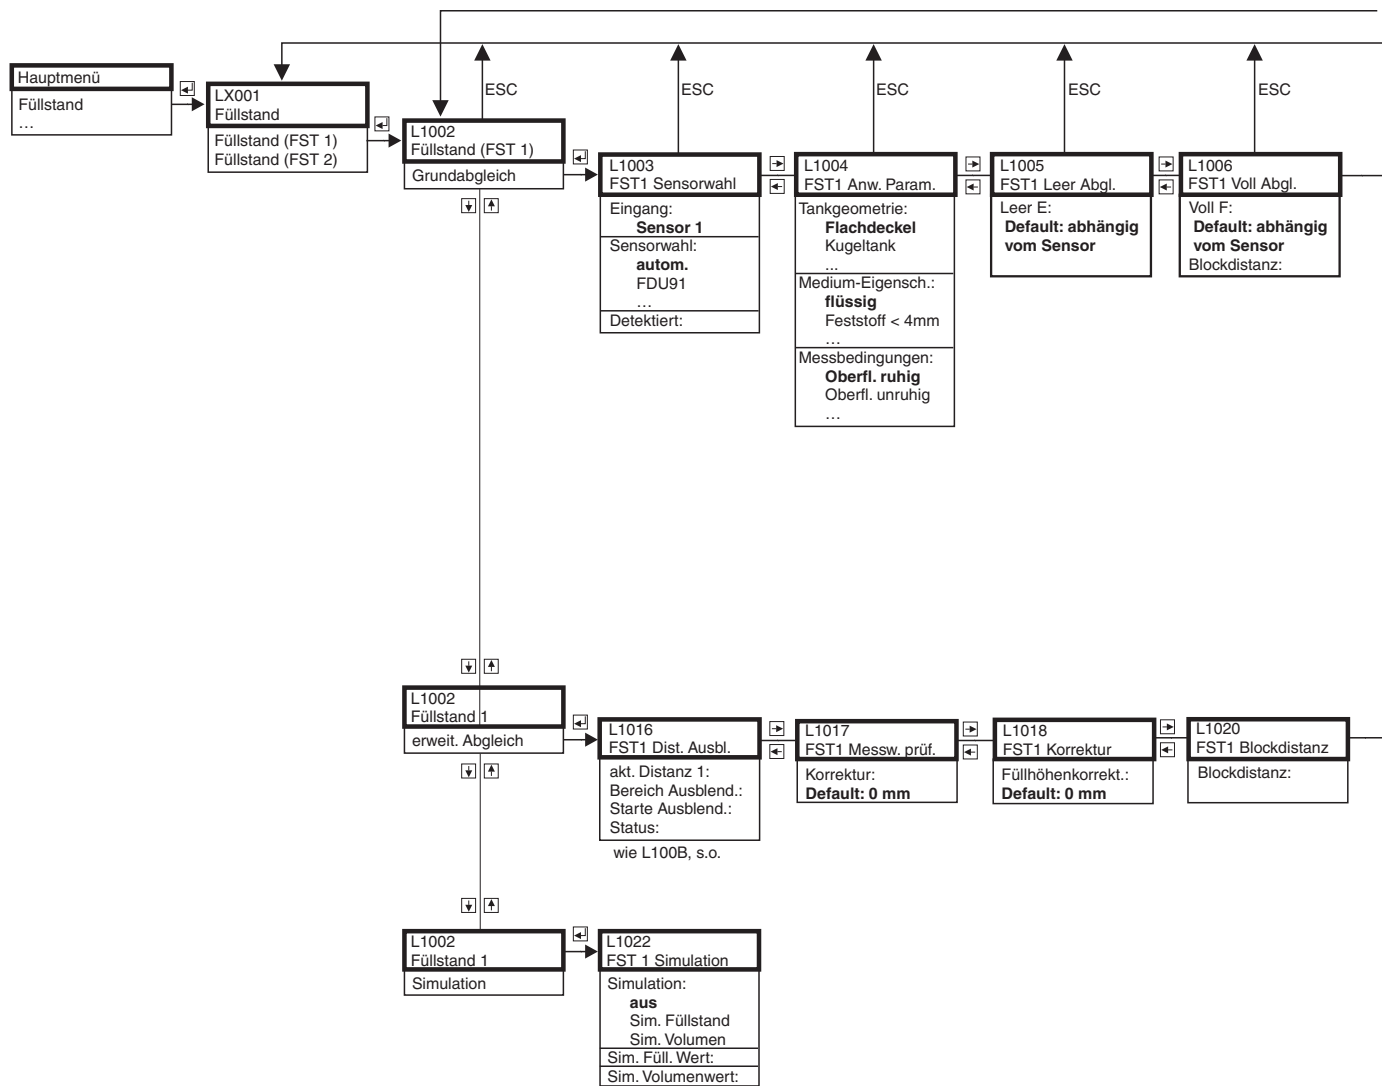 ESC
ESC
ESC
ESC
ESC
Hauptmenü
Füllstand
…
LX001
Füllstand
Füllstand (FST 1)
Füllstand (FST 2)
L1002
Füllstand (FST 1)
Grundabgleich
L1003
FST1 Sensorwahl
Eingang:
Sensor 1
Sensorwahl:
autom.
FDU91
…
Detektiert:
L1004
FST1 Anw. Param.
Tankgeometrie:
Flachdeckel
Kugeltank
...
Medium-Eigensch.:
flüssig
Feststoff < 4mm
…
Messbedingungen:
Oberfl. ruhig
Oberfl. unruhig
…
L1005
FST1 Leer Abgl.
Leer E:
Default: abhängig
vom Sensor
L1006
FST1 Voll Abgl.
Voll F:
Default: abhängig
vom Sensor
Blockdistanz:
L1002
Füllstand 1
erweit. Abgleich
L1016
FST1 Dist. Ausbl.
akt. Distanz 1:
Bereich Ausblend.:
Starte Ausblend.:
Status:
wie L100B, s.o.
L1017
FST1 Messw. prüf.
Korrektur:
Default: 0 mm
L1018
FST1 Korrektur
Füllhöhenkorrekt.:
Default: 0 mm
L1020
FST1 Blockdistanz
Blockdistanz:
L1002
Füllstand 1
Simulation
L1022
FST 1 Simulation
Simulation:
aus
Sim. Füllstand
Sim. Volumen
Sim. Füll. Wert:
Sim. Volumenwert: